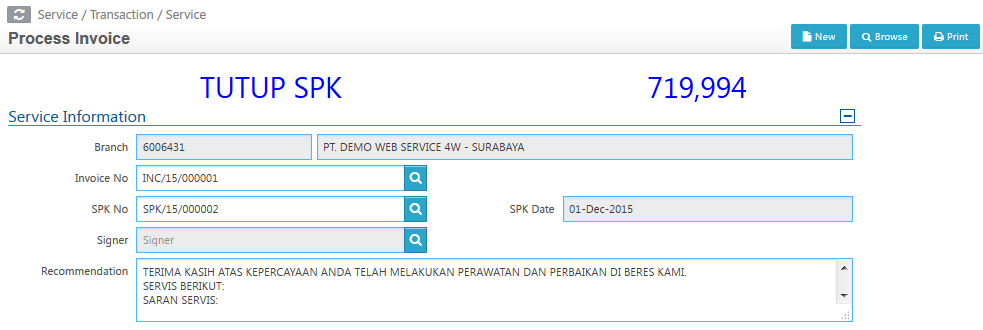 Service / Transaction / Service
Process Invoice
New
Browse
Print
TUTUP SPK
719,994
Service Information
Branch 6006431 PT. DEMO WEB SERVICE 4W - SURABAYA
Invoice No INC/15/000001
SPK No SPK/15/000002 SPK Date 01-Dec-2015
Signer Signer
Recommendation TERIMA KASIH ATAS KEPERCAYAAN ANDA TELAH MELAKUKAN PERAWATAN DAN PERBAIKAN DI BERES KAMI.
SERVIS BERIKUT:
SARAN SERVIS: